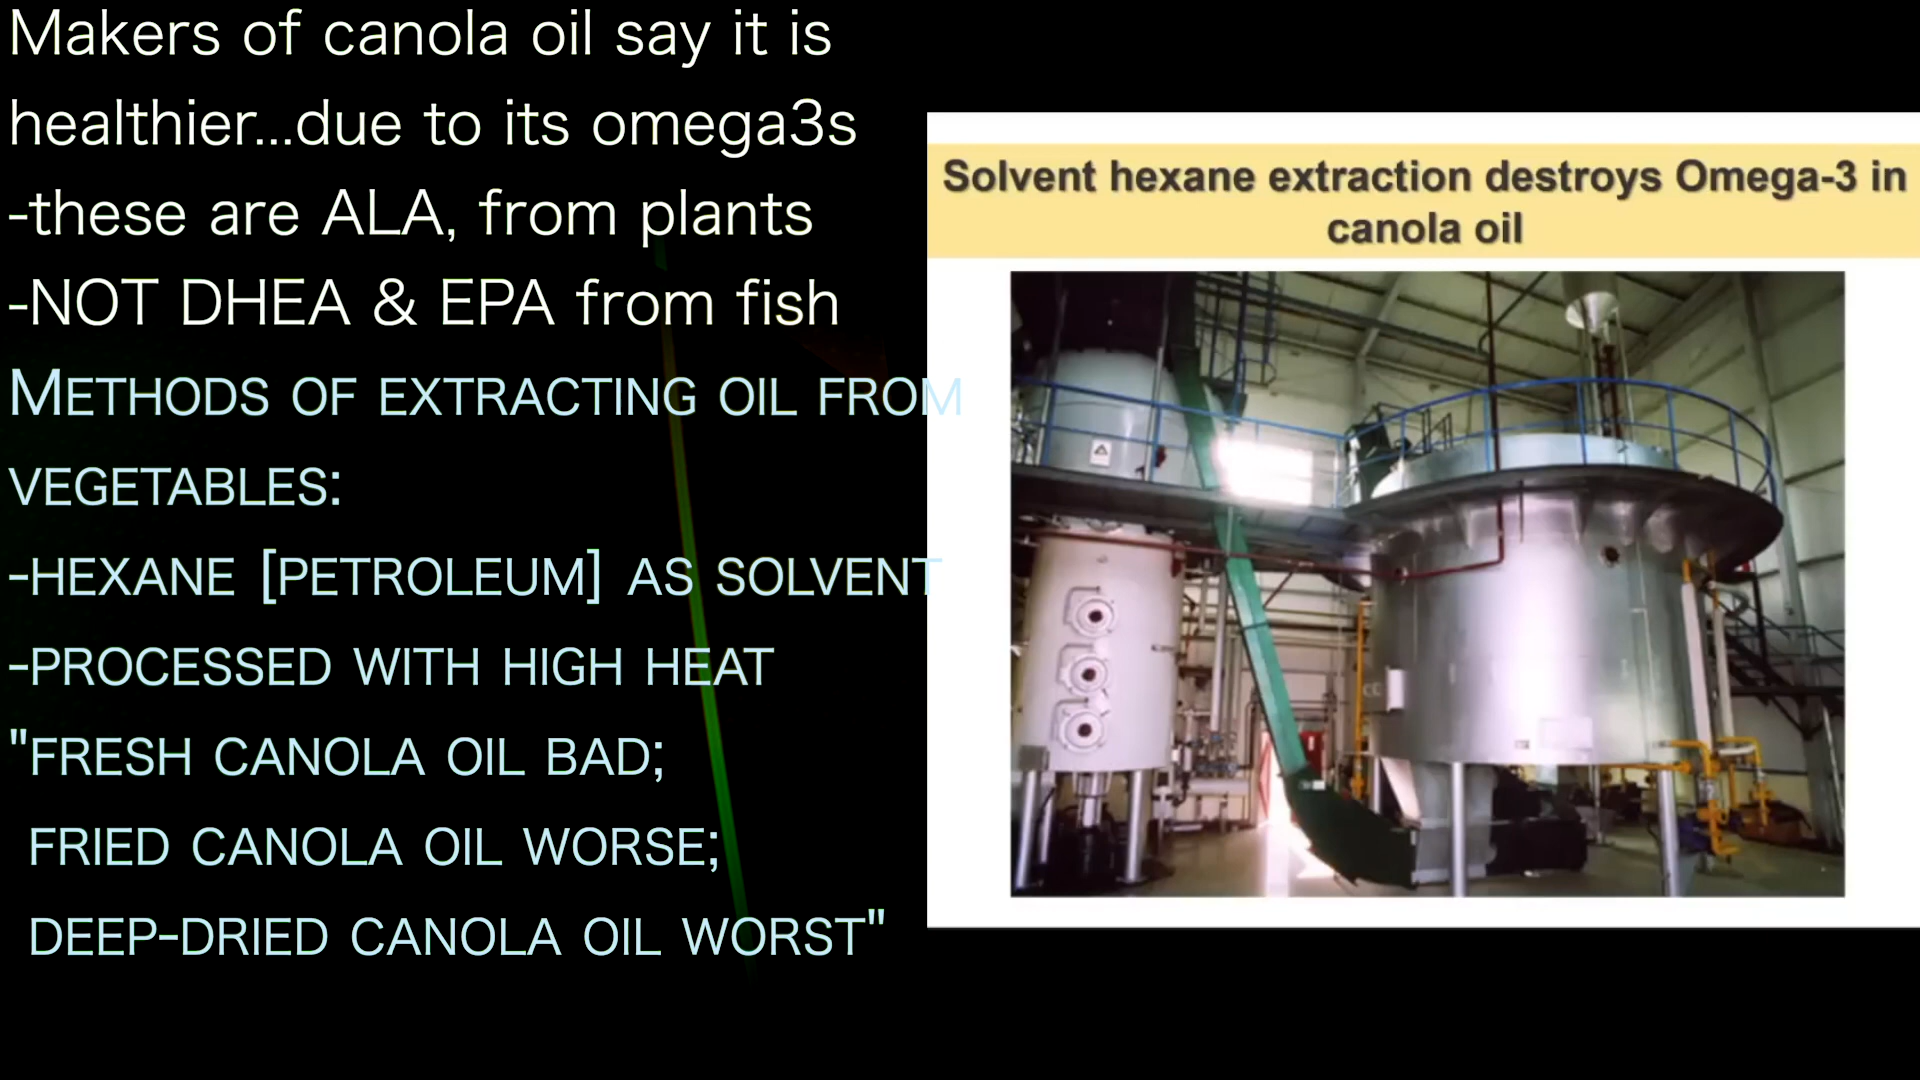 Makers of canola oil say it is
healthier...due to its omega3s
-these are ALA, from plants
-NOT DHEA & EPA from fish
METHODS OF EXTRACTING OIL FROM
VEGETABLES:
-HEXANE [PETROLEUM] AS SOLVENT
-PROCESSED WITH HIGH HEAT
"FRESH CANOLA OIL BAD;
FRIED CANOLA OIL WORSE;
DEEP-DRIED CANOLA OIL WORST"
Solvent hexane extraction destroys Omega-3 in
canola oil